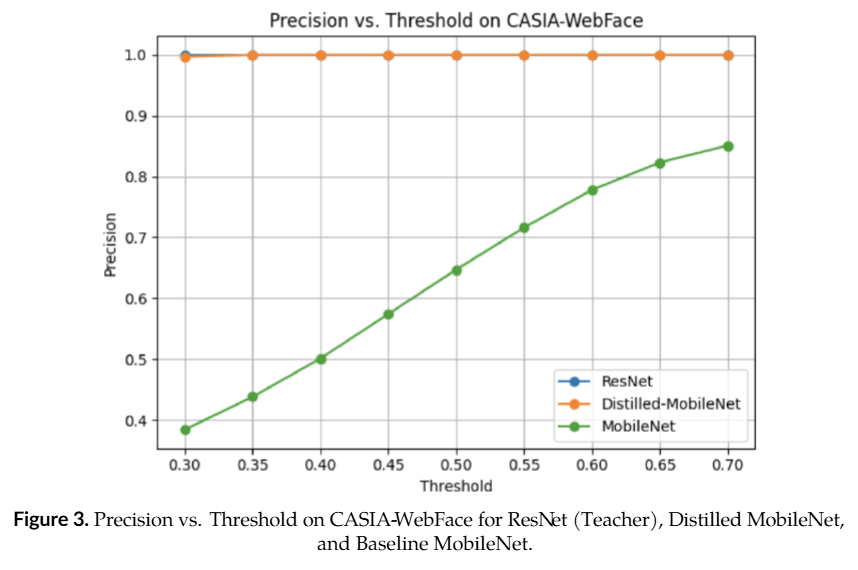 Precision vs. Threshold on CASIA-WebFace
1.0
0.9
0.8
0.7
0.6
0.5
0.4
Precision
ResNet
Distilled-MobileNet
MobileNet
0.30 0.35 0.40 0.45 0.50 0.55 0.60 0.65 0.70
Threshold
Figure 3. Precision vs. Threshold on CASIA-WebFace for ResNet (Teacher), Distilled MobileNet,
and Baseline MobileNet.